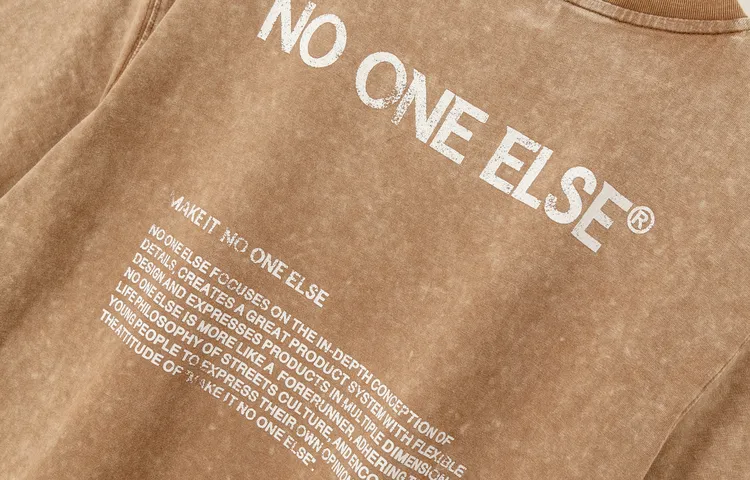 NO ONE ELSE®
"MAKE IT NO ONE ELSE
NO ONE ELSE FOCUSES ON THE IN-DEPTH CONCEPTION OF
DETAILS, CREATES A GREAT PRODUCT SYSTEM WITH FLEXIBLE
DESIGN AND EXPRESSES PRODUCTS IN MULTIPLE DIMENSION
NO ONE ELSE IS MORE LIKE A FORERUNNER, ADHERING T
LIFE PHILOSOPHY OF STREETS CULTURE, AND ENCO
YOUNG PEOPLE TO EXPRESS THEIR OWN OPINION
THE ATTITUDE OF "MAKE IT NO ONE ELSE"